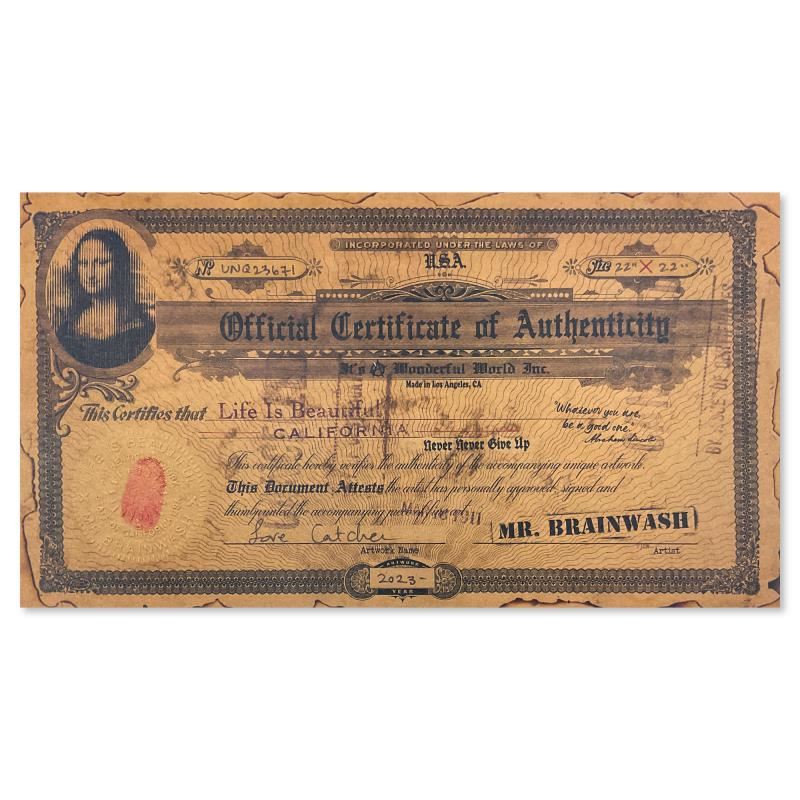 INCORPORATED UNDER THE LAWS OF
U.S.A.
Nº UNQ23671
Size 22" X 22"
Official Certificate of Authenticity
It's A Wonderful World Inc.
Made in Los Angeles, CA
This Certifies that Life Is Beautiful
CALIFORNIA
"Whatever you are,
be a good one."
Abraham Lincoln
Never Never Give Up
This certificate hereby verifies the authenticity of the accompanying unique artwork.
This Document Attests the artist has personally approved, signed and
thumbprinted the accompanying piece of fine art.
Love Catcher
Artwork Name
MR. BRAINWASH
Artist
ARTWORK
2023-
YEAR